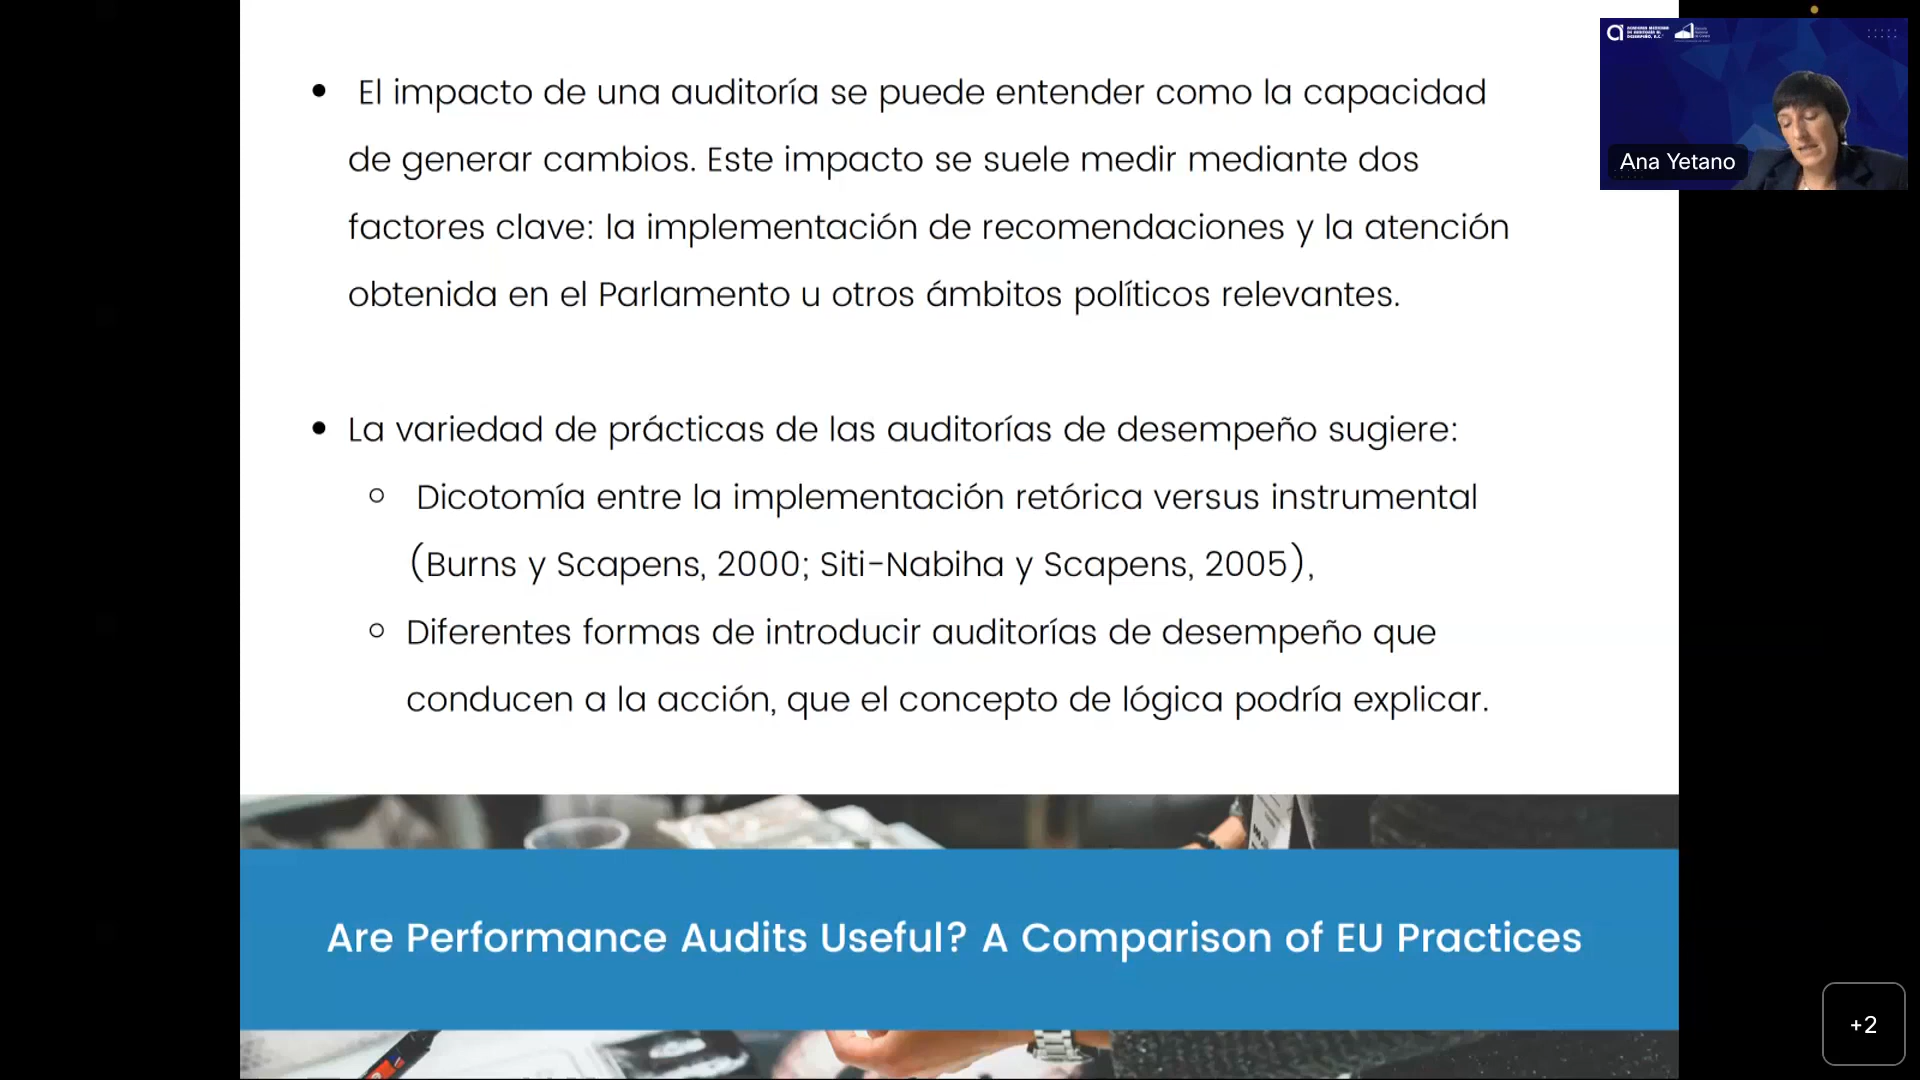 El impacto de una auditoría se puede entender como la capacidad
de generar cambios. Este impacto se suele medir mediante dos
factores clave: la implementación de recomendaciones y la atención
obtenida en el Parlamento u otros ámbitos políticos relevantes.
La variedad de prácticas de las auditorías de desempeño sugiere:
Dicotomía entre la implementación retórica versus instrumental
(Burns y Scapens, 2000; Siti-Nabiha y Scapens, 2005),
Diferentes formas de introducir auditorías de desempeño que
conducen a la acción, que el concepto de lógica podría explicar.
Are Performance Audits Useful? A Comparison of EU Practices
Ana Yetano
+2